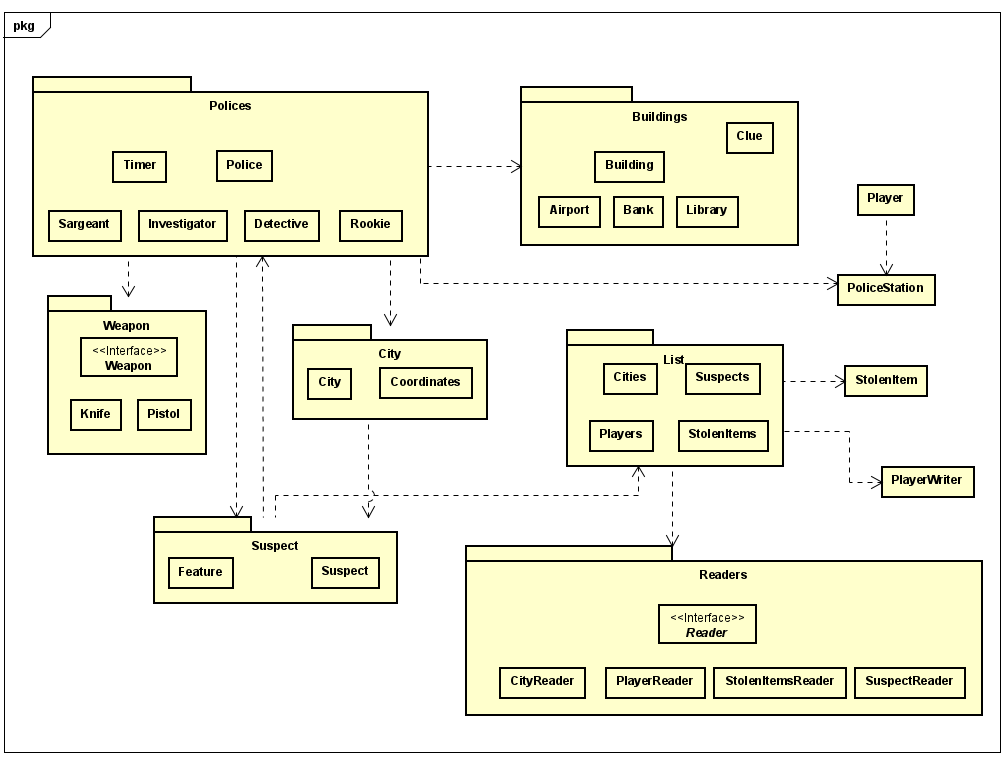 pkg
Polices
Timer
Police
Sargeant
Investigator
Detective
Rookie
Buildings
Clue
Building
Airport
Bank
Library
Player
PoliceStation
Weapon
<<Interface>>
Weapon
Knife
Pistol
City
City
Coordinates
List
Cities
Suspects
Players
StolenItems
StolenItem
PlayerWriter
Suspect
Feature
Suspect
Readers
<<Interface>>
Reader
CityReader
PlayerReader
StolenItemsReader
SuspectReader